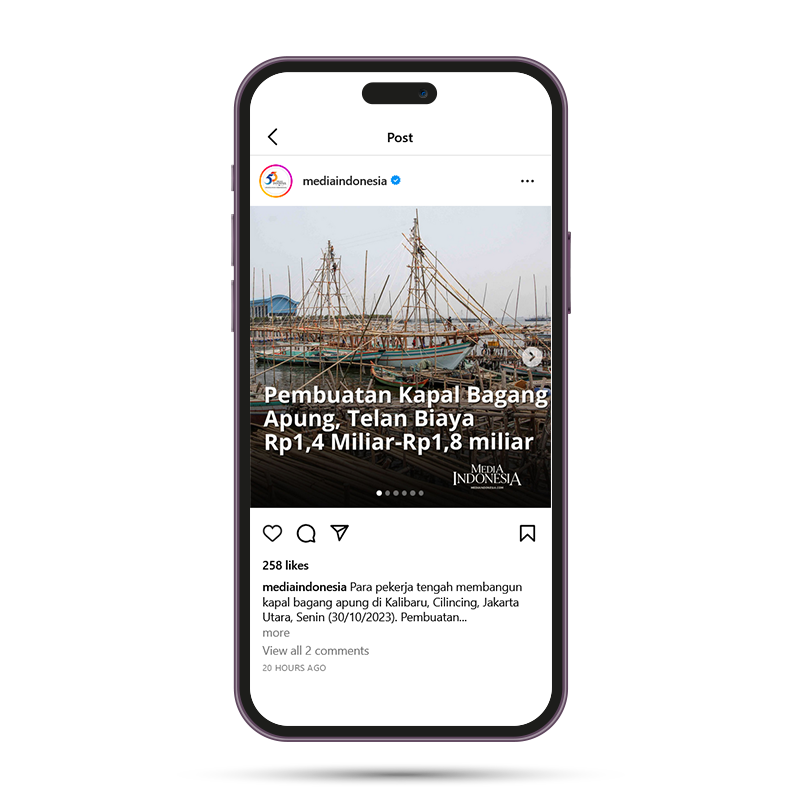 Post
mediaindonesia
Pembuatan Kapal Bagang
Apung, Telan Biaya
Rp1,4 Miliar-Rp1,8 miliar
MEDIA
INDONESIA
258 likes
mediaindonesia Para pekerja tengah membangun
kapal bagang apung di Kalibaru, Cilincing, Jakarta
Utara, Senin (30/10/2023). Pembuatan...
more
View all 2 comments
20 HOURS AGO